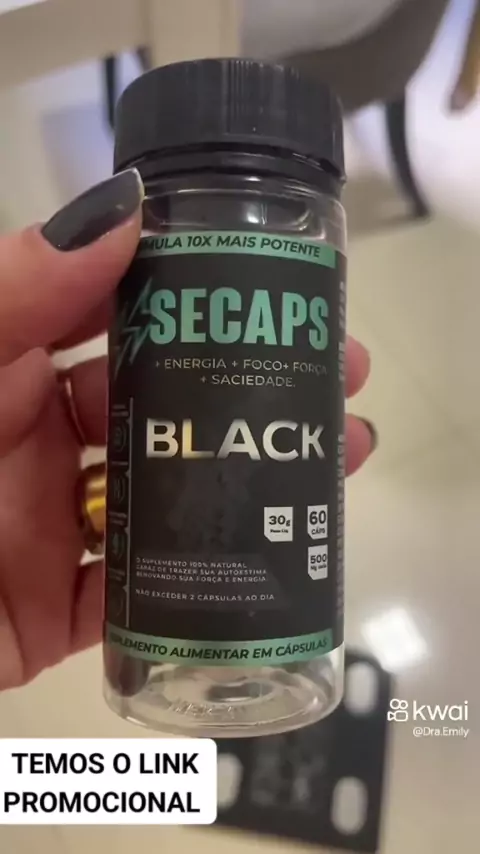 MULA 10X MAIS POTENTE
SECAPS
+ ENERGIA + FOCO+ FORÇA
+ SACIEDADE.
BLACK
30g
60
CÁPS
500
O SUPLEMENTO 100% NATURAL
CAPAZ DE TRAZER SUA AUTOESTIMA
RENOVANDO SUA FORÇA E ENERGIA.
NÃO EXCEDER 2 CÁPSULAS AO DIA
SUPLEMENTO ALIMENTAR EM CÁPSULAS
kwai
@Dra.Emily
TEMOS O LINK
PROMOCIONAL